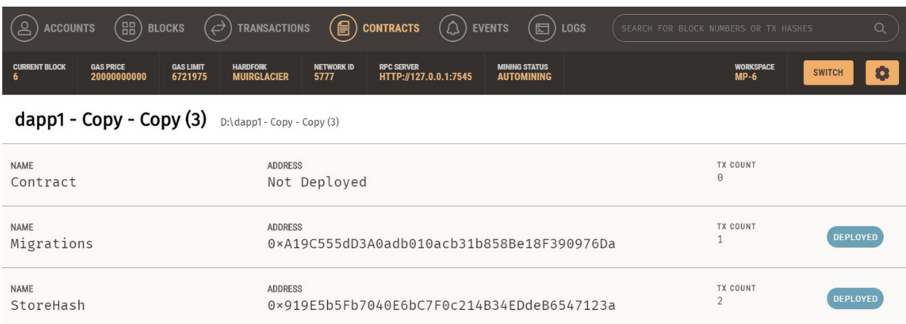 ACCOUNTS BLOCKS TRANSACTIONS CONTRACTS EVENTS LOGS SEARCH FOR BLOCK NUMBERS OR TX HASHES
CURRENT BLOCK GAS PRICE GAS LIMIT HARDFORK NETWORK ID RPC SERVER MINING STATUS WORKSPACE
6 20000000000 6721975 MUIRGLACIER 5777 HTTP://127.0.0.1:7545 AUTOMINING MP-6 SWITCH
dapp1 - Copy - Copy (3) D:\dapp1 - Copy - Copy (3)
NAME ADDRESS TX COUNT
Contract Not Deployed 0
NAME ADDRESS TX COUNT
Migrations 0×A19C555dD3A0adb010acb31b858Be18F390976Da 1 DEPLOYED
NAME ADDRESS TX COUNT
StoreHash 0×919E5b5Fb7040E6bC7F0c214B34EDdeB6547123a 2 DEPLOYED